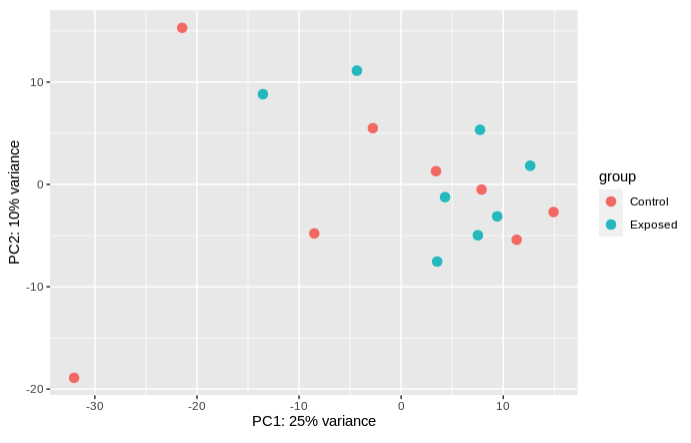 10
0
-10
-20
-30
-20
-10
0
10
PC1: 25% variance
PC2: 10% variance
group
Control
Exposed